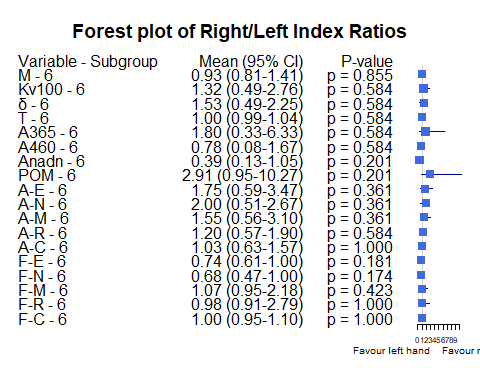 Forest plot of Right/Left Index Ratios
Variable - Subgroup Mean (95% CI) P-value
M - 6 0.93 (0.81-1.41) p = 0.855
Kv100 - 6 1.32 (0.49-2.76) p = 0.584
δ - 6 1.53 (0.49-2.25) p = 0.584
T - 6 1.00 (0.99-1.04) p = 0.584
A365 - 6 1.80 (0.33-6.33) p = 0.584
A460 - 6 0.78 (0.08-1.67) p = 0.584
Anadn - 6 0.39 (0.13-1.05) p = 0.201
POM - 6 2.91 (0.95-10.27) p = 0.201
A-E - 6 1.75 (0.59-3.47) p = 0.361
A-N - 6 2.00 (0.51-2.67) p = 0.361
A-M - 6 1.55 (0.56-3.10) p = 0.361
A-R - 6 1.20 (0.57-1.90) p = 0.584
A-C - 6 1.03 (0.63-1.57) p = 1.000
F-E - 6 0.74 (0.61-1.00) p = 0.181
F-N - 6 0.68 (0.47-1.00) p = 0.174
F-M - 6 1.07 (0.95-2.18) p = 0.423
F-R - 6 0.98 (0.91-2.79) p = 1.000
F-C - 6 1.00 (0.95-1.10) p = 1.000
0123456789
Favour left hand Favour r